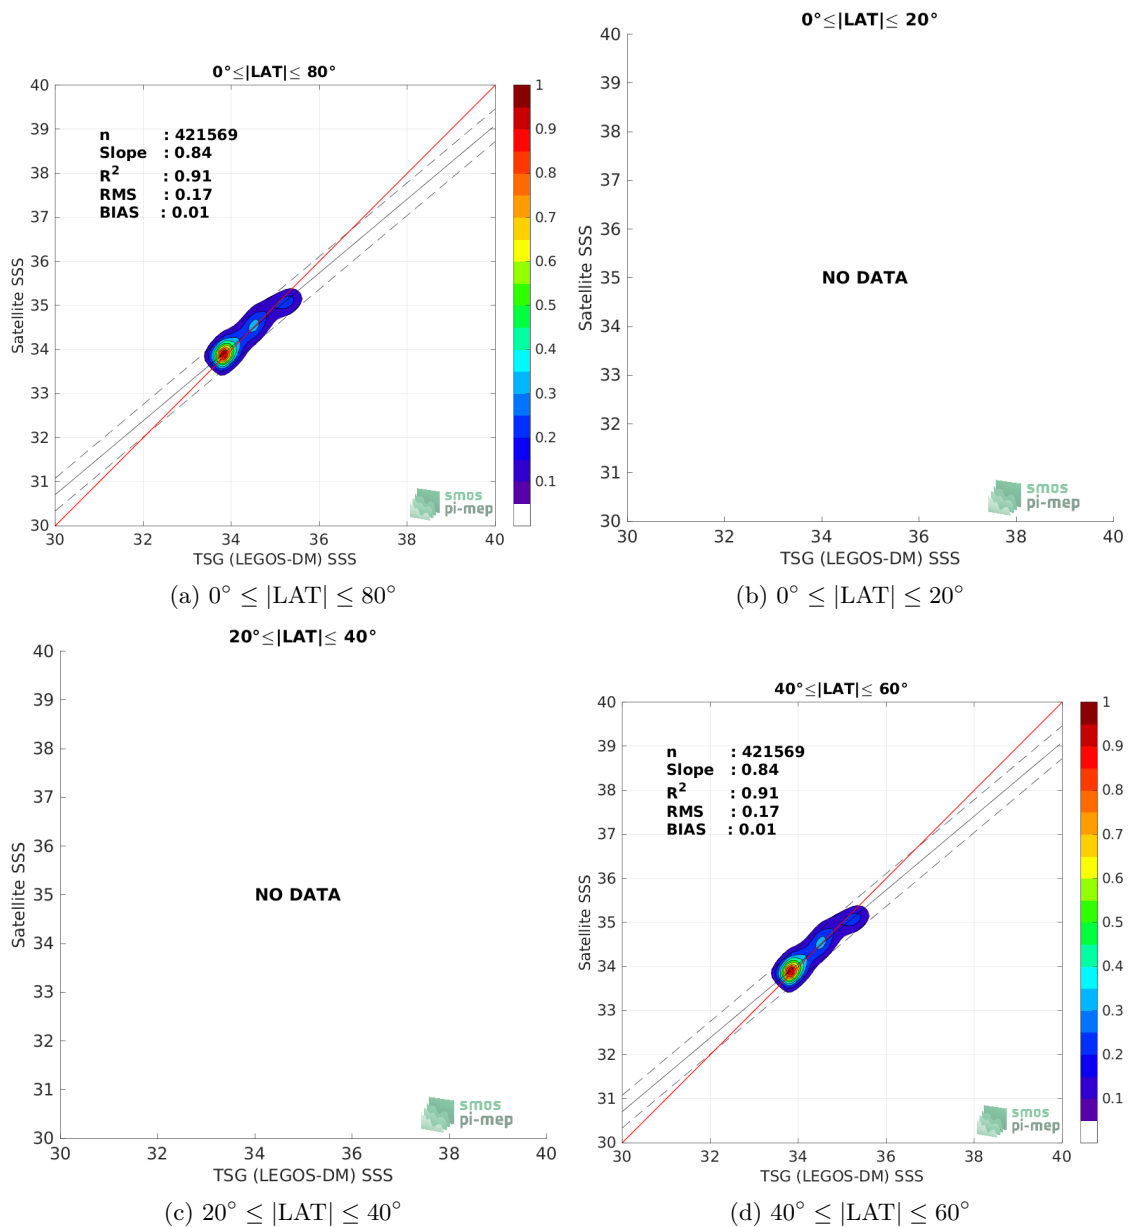 0°≤|LAT|≤ 80°
40
39
38
37
36
35
34
33
32
31
30
Satellite SSS
n : 421569
Slope : 0.84
R² : 0.91
RMS : 0.17
BIAS : 0.01
smos
pi-mep
30 32 34 36 38 40
TSG (LEGOS-DM) SSS
1
0.9
0.8
0.7
0.6
0.5
0.4
0.3
0.2
0.1
(a) 0° ≤ |LAT| ≤ 80°
0°≤|LAT|≤ 20°
40
39
38
37
36
35
34
33
32
31
30
Satellite SSS
NO DATA
smos
pi-mep
30 32 34 36 38 40
TSG (LEGOS-DM) SSS
(b) 0° ≤ |LAT| ≤ 20°
20°≤|LAT|≤ 40°
40
39
38
37
36
35
34
33
32
31
30
Satellite SSS
NO DATA
smos
pi-mep
30 32 34 36 38 40
TSG (LEGOS-DM) SSS
(c) 20° ≤ |LAT| ≤ 40°
40°≤|LAT|≤ 60°
40
39
38
37
36
35
34
33
32
31
30
Satellite SSS
n : 421569
Slope : 0.84
R² : 0.91
RMS : 0.17
BIAS : 0.01
smos
pi-mep
30 32 34 36 38 40
TSG (LEGOS-DM) SSS
1
0.9
0.8
0.7
0.6
0.5
0.4
0.3
0.2
0.1
(d) 40° ≤ |LAT| ≤ 60°